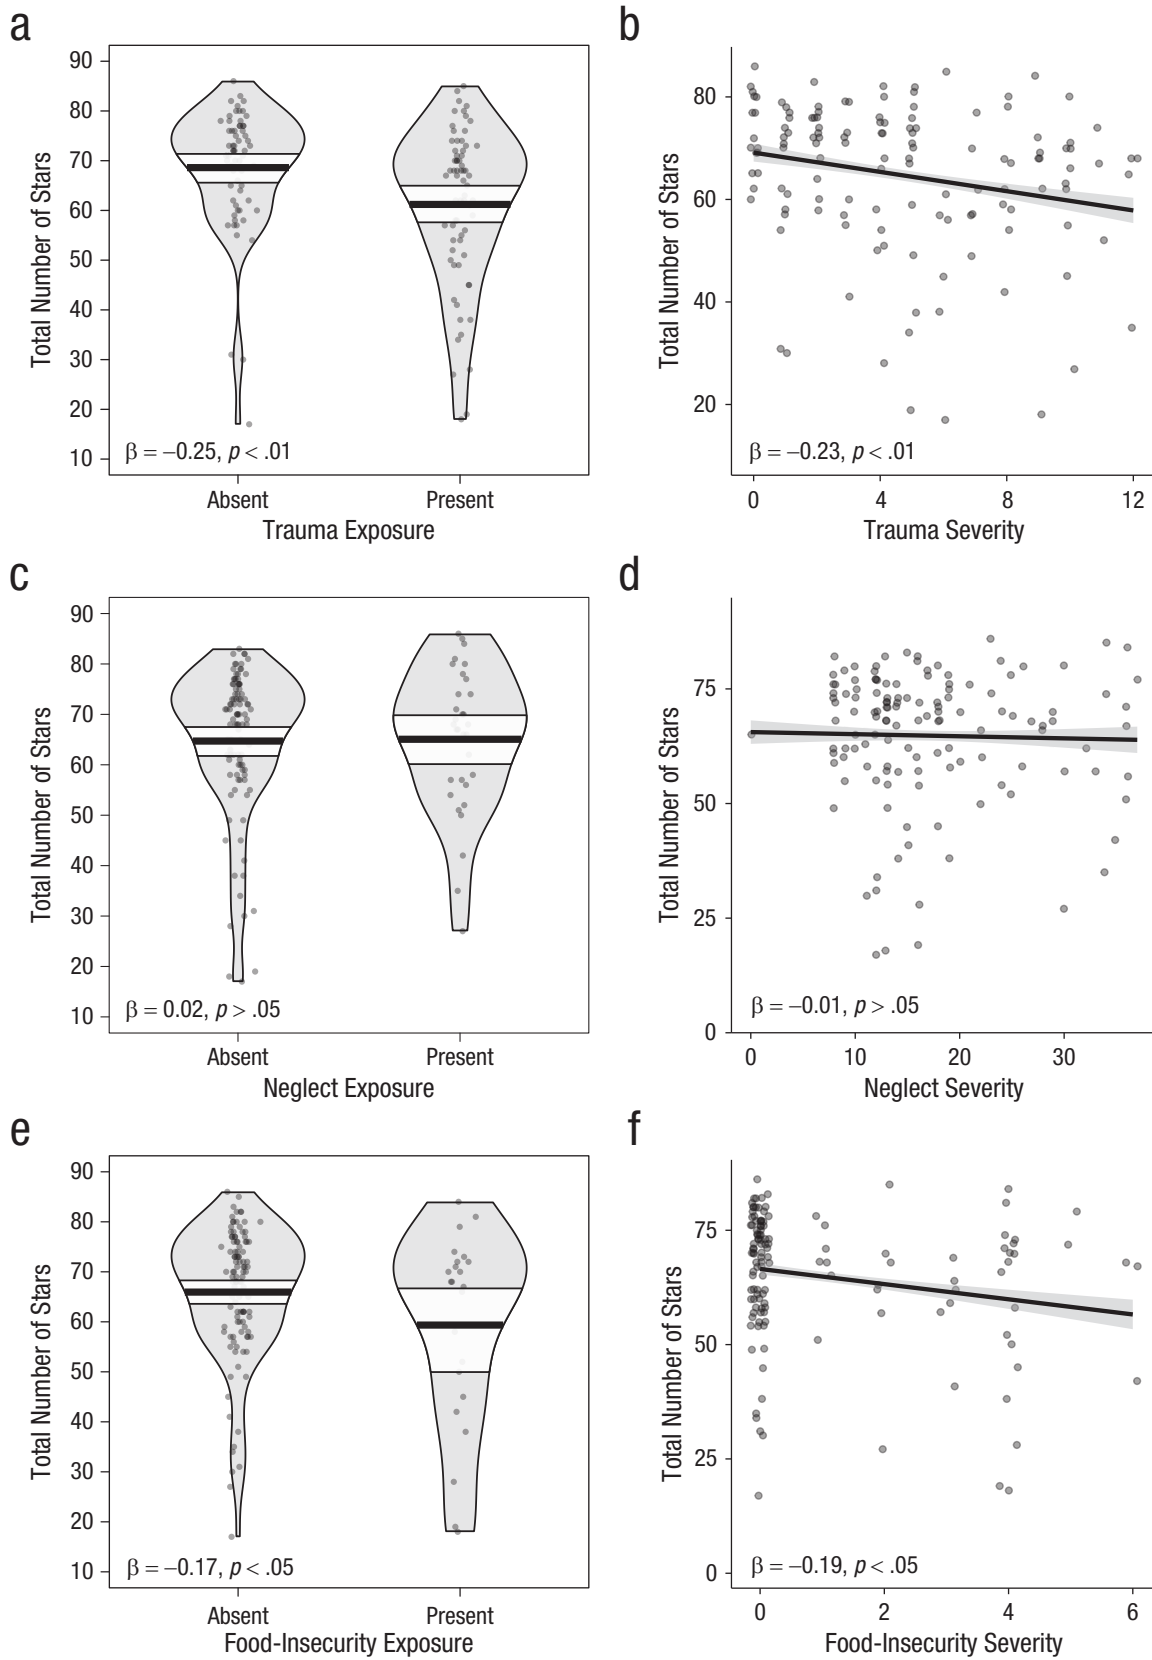 a
90
80
70
60
50
40
30
20
10
Total Number of Stars
β = −0.25, p < .01
Absent Present
Trauma Exposure
b
80
60
40
20
Total Number of Stars
β = −0.23, p < .01
0 4 8 12
Trauma Severity
c
90
80
70
60
50
40
30
20
10
Total Number of Stars
β = 0.02, p > .05
Absent Present
Neglect Exposure
d
75
50
25
0
Total Number of Stars
β = −0.01, p > .05
0 10 20 30
Neglect Severity
e
90
80
70
60
50
40
30
20
10
Total Number of Stars
β = −0.17, p < .05
Absent Present
Food-Insecurity Exposure
f
75
50
25
0
Total Number of Stars
β = −0.19, p < .05
0 2 4 6
Food-Insecurity Severity